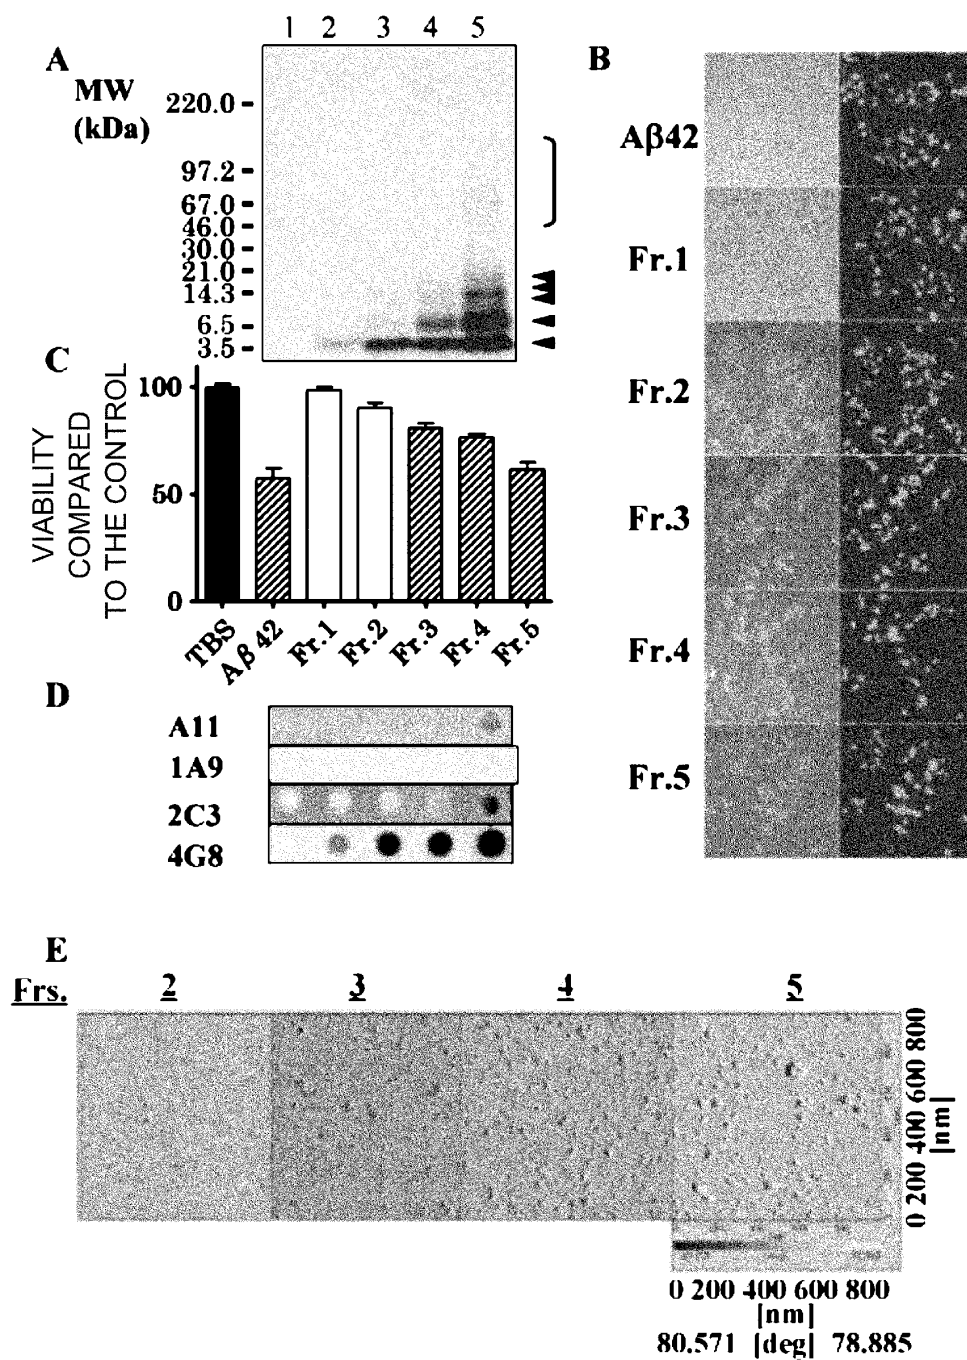 1 2 3 4 5
A
MW
(kDa)
220.0
97.2
67.0
46.0
30.0
21.0
14.3
6.5
3.5
B
Aβ42
Fr.1
Fr.2
Fr.3
Fr.4
Fr.5
C
VIABILITY
COMPARED
TO THE CONTROL
100
50
0
TBS
Aβ 42
Fr.1
Fr.2
Fr.3
Fr.4
Fr.5
D
A11
1A9
2C3
4G8
E
Frs. 2 3 4 5
0 200 400 600 800
[nm]
0 200 400 600 800
[nm]
80.571 [deg] 78.885